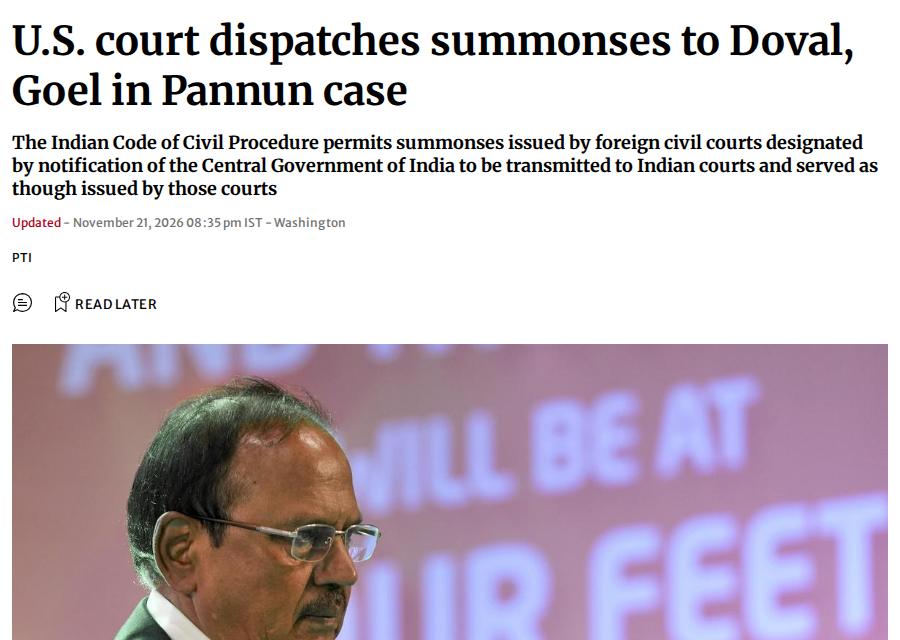 U.S. court dispatches summonses to Doval,
Goel in Pannun case
The Indian Code of Civil Procedure permits summonses issued by foreign civil courts designated
by notification of the Central Government of India to be transmitted to Indian courts and served as
though issued by those courts
Updated - November 21, 2026 08:35 pm IST - Washington
PTI
READ LATER
WILL BE AT
FEET